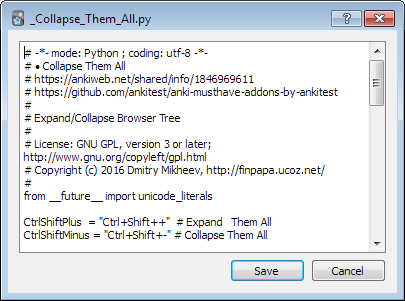 _Collapse_Them_All.py
# -*- mode: Python ; coding: utf-8 -*-
# • Collapse Them All
# https://ankiweb.net/shared/info/1846969611
# https://github.com/ankitest/anki-musthave-addons-by-ankitest
#
# Expand/Collapse Browser Tree
#
# License: GNU GPL, version 3 or later;
http://www.gnu.org/copyleft/gpl.html
# Copyright (c) 2016 Dmitry Mikheev, http://finpapa.ucoz.net/
#
from __future__ import unicode_literals
CtrlShiftPlus = "Ctrl+Shift++" # Expand Them All
CtrlShiftMinus = "Ctrl+Shift+-" # Collapse Them All
Save Cancel